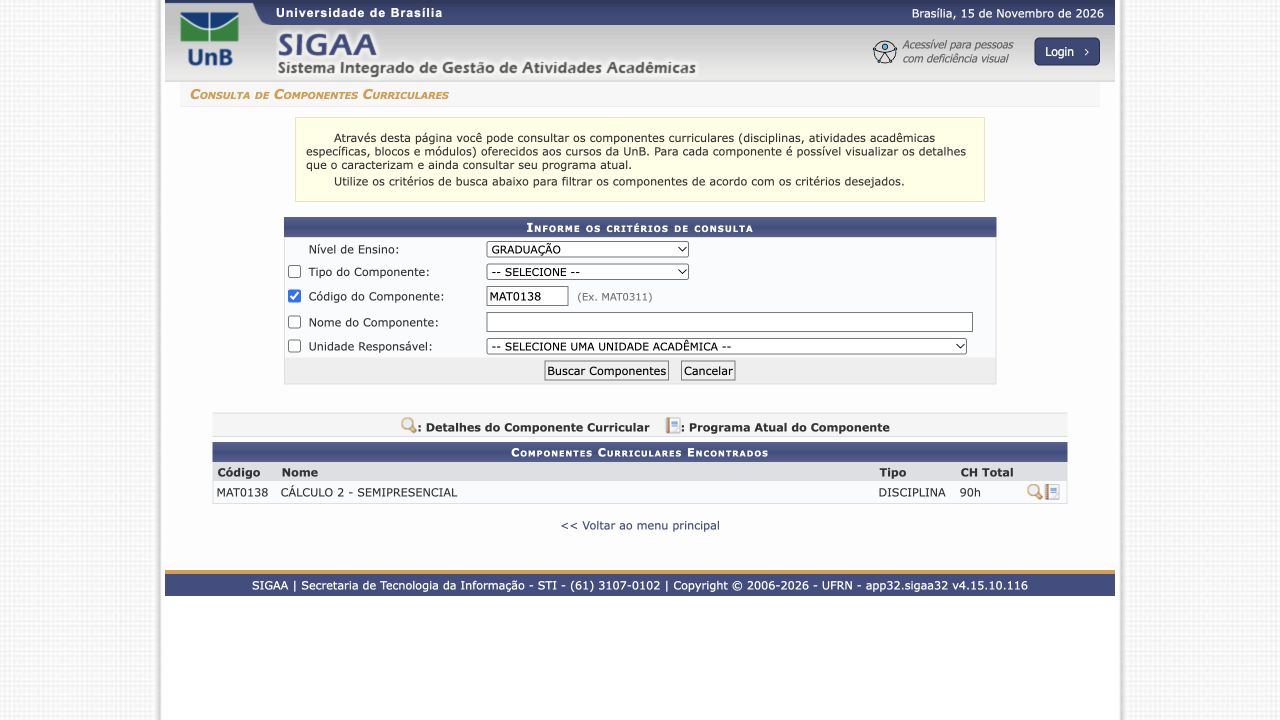 Universidade de Brasília
Brasília, 15 de Novembro de 2026
UnB
SIGAA
Sistema Integrado de Gestão de Atividades Acadêmicas
Acessível para pessoas
com deficiência visual
Login
Consulta de Componentes Curriculares
Através desta página você pode consultar os componentes curriculares (disciplinas, atividades acadêmicas
específicas, blocos e módulos) oferecidos aos cursos da UnB. Para cada componente é possível visualizar os detalhes
que o caracterizam e ainda consultar seu programa atual.
Utilize os critérios de busca abaixo para filtrar os componentes de acordo com os critérios desejados.
Informe os critérios de consulta
Nível de Ensino: GRADUAÇÃO
Tipo do Componente: -- SELECIONE --
Código do Componente: MAT0138 (Ex. MAT0311)
Nome do Componente:
Unidade Responsável: -- SELECIONE UMA UNIDADE ACADÊMICA --
Buscar Componentes Cancelar
: Detalhes do Componente Curricular : Programa Atual do Componente
Componentes Curriculares Encontrados
Código Nome Tipo CH Total
MAT0138 CÁLCULO 2 - SEMIPRESENCIAL DISCIPLINA 90h
<< Voltar ao menu principal
SIGAA | Secretaria de Tecnologia da Informação - STI - (61) 3107-0102 | Copyright © 2006-2026 - UFRN - app32.sigaa32 v4.15.10.116